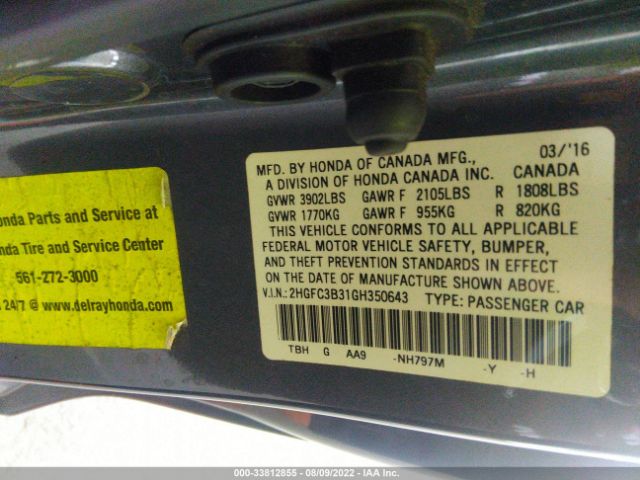 onda Parts and Service at
nda Tire and Service Center
561-272-3000
24/7 @ www.delrayhonda.com
MFD. BY HONDA OF CANADA MFG., 03/'16
A DIVISION OF HONDA CANADA INC. CANADA
GVWR 3902LBS GAWR F 2105LBS R 1808LBS
GVWR 1770KG GAWR F 955KG R 820KG
THIS VEHICLE CONFORMS TO ALL APPLICABLE
FEDERAL MOTOR VEHICLE SAFETY, BUMPER,
AND THEFT PREVENTION STANDARDS IN EFFECT
ON THE DATE OF MANUFACTURE SHOWN ABOVE.
V.I.N.: 2HGFC3B31GH350643 TYPE: PASSENGER CAR
TBH G AA9 -NH797M -Y -H
000-33812855 - 08/09/2022 - IAA Inc.